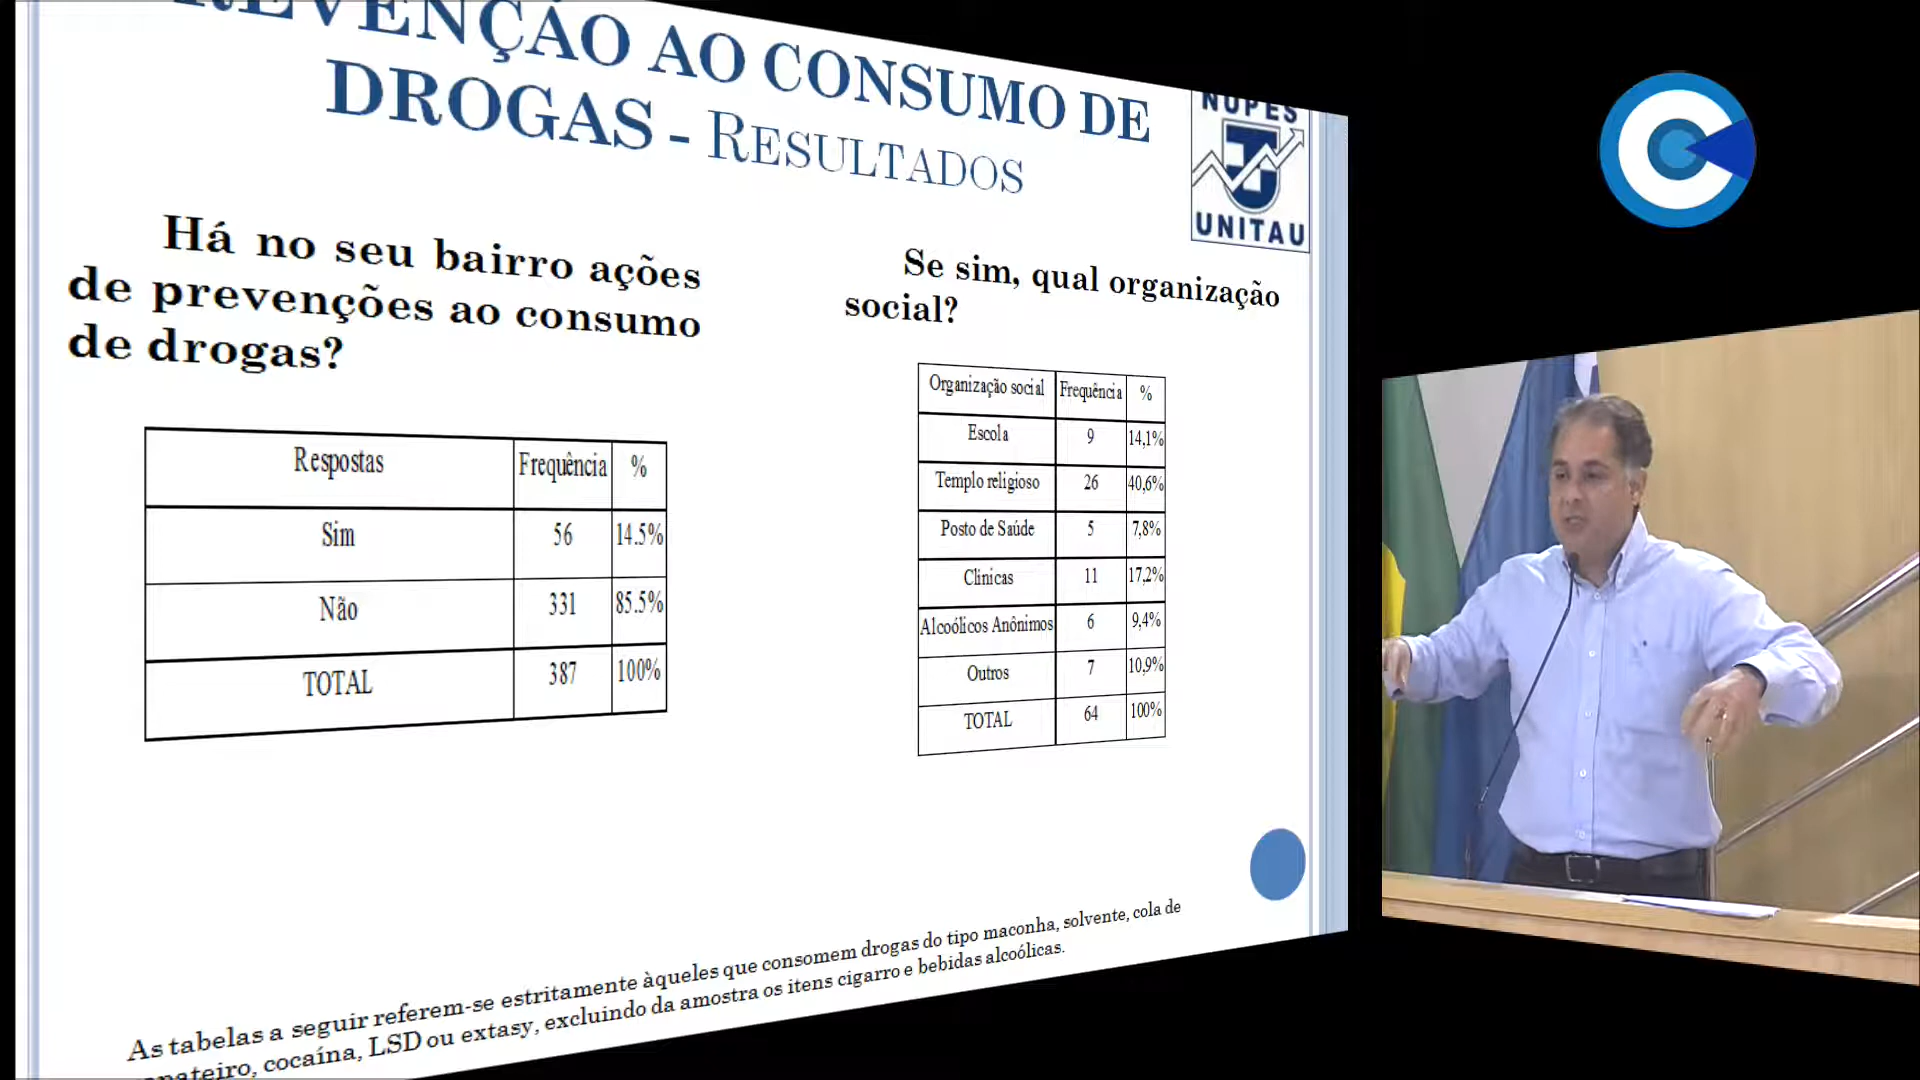 REVENÇÃO AO CONSUMO DE
DROGAS - RESULTADOS
NUPES
UNITAU
Há no seu bairro ações
de prevenções ao consumo
de drogas?
Respostas Frequência %
Sim 56 14.5%
Não 331 85.5%
TOTAL 387 100%
Se sim, qual organização
social?
Organização social Frequência %
Escola 9 14,1%
Templo religioso 26 40,6%
Posto de Saúde 5 7,8%
Clinicas 11 17,2%
Alcoólicos Anônimos 6 9,4%
Outros 7 10,9%
TOTAL 64 100%
As tabelas a seguir referem-se estritamente àqueles que consomem drogas do tipo maconha, solvente, cola de
pateiro, cocaína, LSD ou extasy, excluindo da amostra os itens cigarro e bebidas alcoólicas.